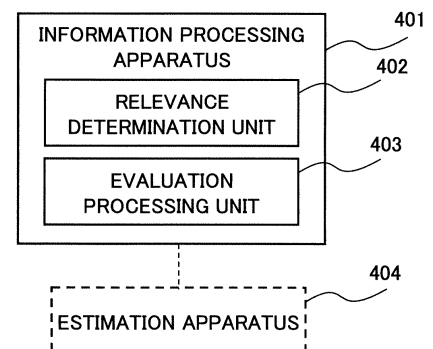 INFORMATION PROCESSING
APPARATUS
401
402
RELEVANCE
DETERMINATION UNIT
403
EVALUATION
PROCESSING UNIT
404
ESTIMATION APPARATUS